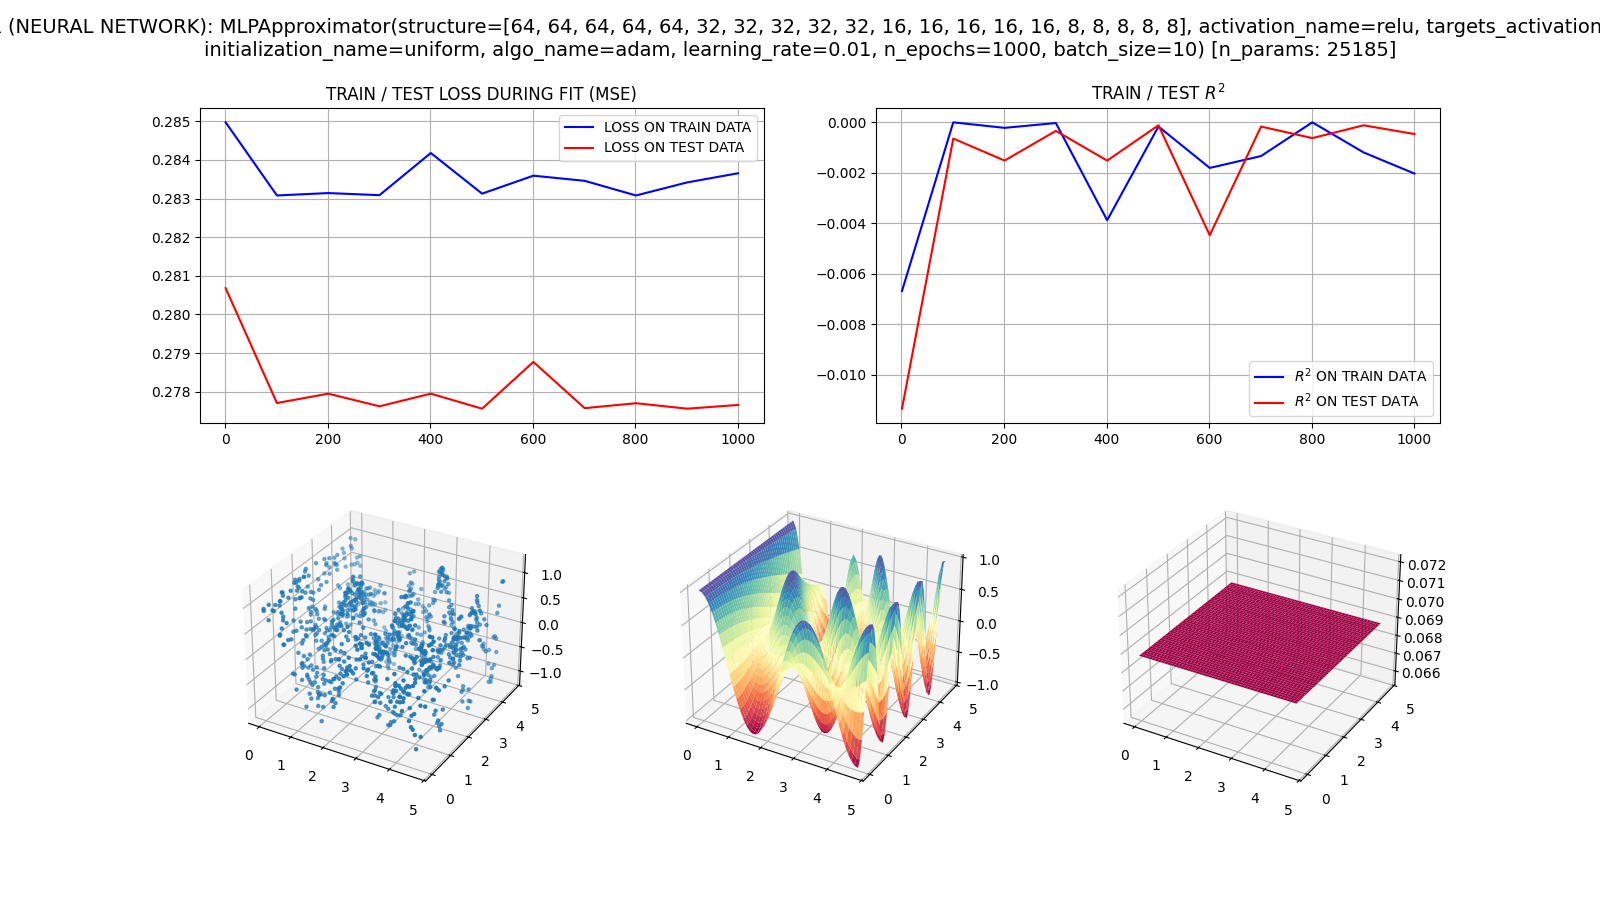 (NEURAL NETWORK): MLPApproximator(structure=[64, 64, 64, 64, 64, 32, 32, 32, 32, 32, 16, 16, 16, 16, 16, 8, 8, 8, 8, 8], activation_name=relu, targets_activation
initialization_name=uniform, algo_name=adam, learning_rate=0.01, n_epochs=1000, batch_size=10) [n_params: 25185]
TRAIN / TEST LOSS DURING FIT (MSE)
0.285
0.284
0.283
0.282
0.281
0.280
0.279
0.278
LOSS ON TRAIN DATA
LOSS ON TEST DATA
0 200 400 600 800 1000
TRAIN / TEST R²
0.000
−0.002
−0.004
−0.006
−0.008
−0.010
R² ON TRAIN DATA
R² ON TEST DATA
0 200 400 600 800 1000
1.0
0.5
0.0
−0.5
−1.0
0 1 2 3 4 5
0 1 2 3 4 5
1.0
0.5
0.0
−0.5
−1.0
0 1 2 3 4 5
0 1 2 3 4 5
0.072
0.071
0.070
0.069
0.068
0.067
0.066
0 1 2 3 4 5
0 1 2 3 4 5